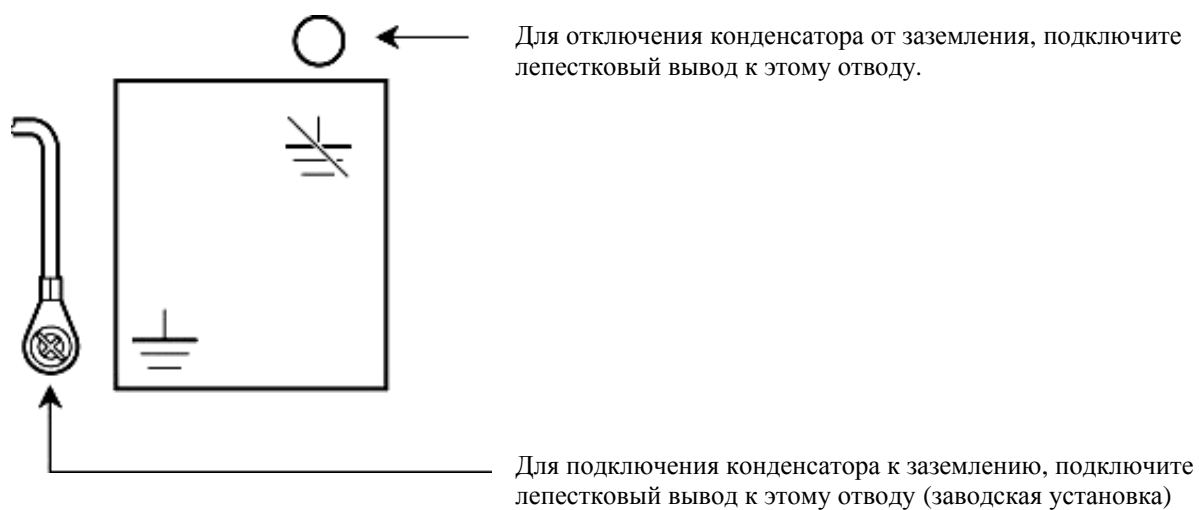 Для отключения конденсатора от заземления, подключите
лепестковый вывод к этому отводу.
Для подключения конденсатора к заземлению, подключите
лепестковый вывод к этому отводу (заводская установка)